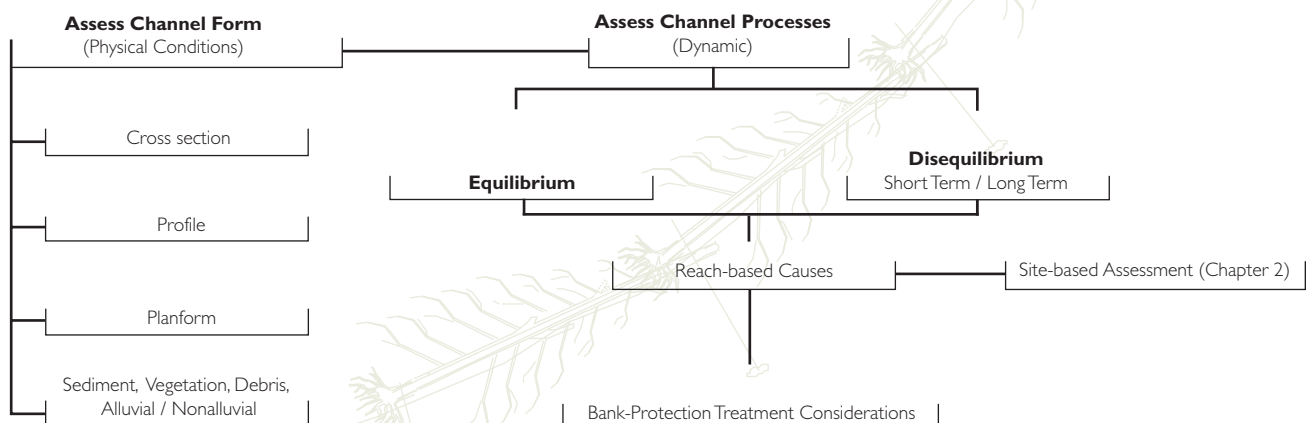 Assess Channel Form
(Physical Conditions)
Assess Channel Processes
(Dynamic)
Cross section
Profile
Planform
Sediment, Vegetation, Debris,
Alluvial / Nonalluvial
Equilibrium
Disequilibrium
Short Term / Long Term
Reach-based Causes
Site-based Assessment (Chapter 2)
Bank-Protection Treatment Considerations